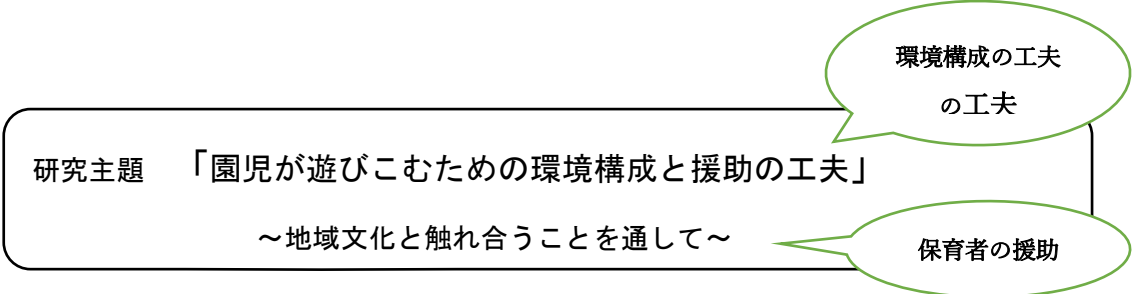 環境構成の工夫
の工夫
研究主題 「園児が遊びこむための環境構成と援助の工夫」
～地域文化と触れ合うことを通して～
保育者の援助